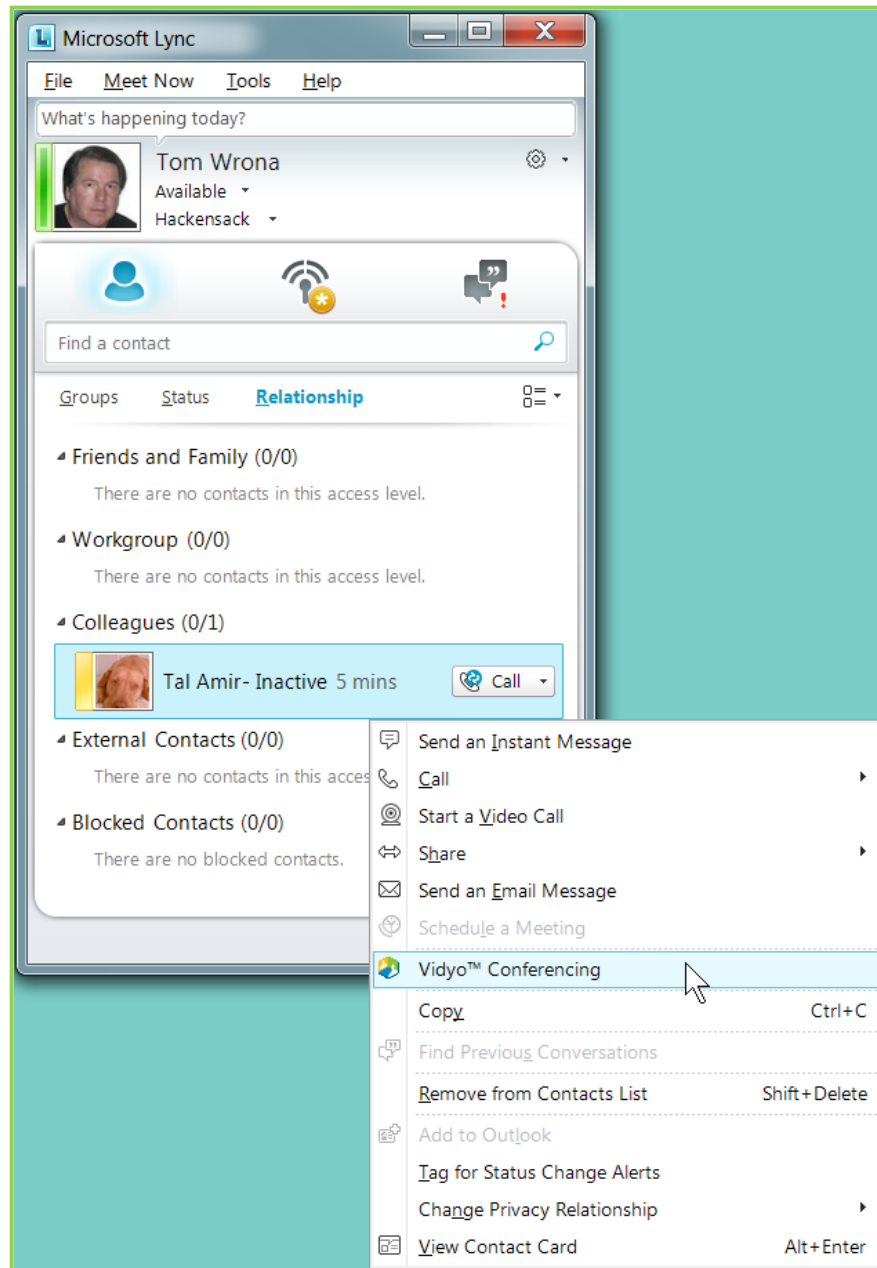 Microsoft Lync
File Meet Now Tools Help
What's happening today?
Tom Wrona
Available
Hackensack
Find a contact
Groups Status Relationship
Friends and Family (0/0)
There are no contacts in this access level.
Workgroup (0/0)
There are no contacts in this access level.
Colleagues (0/1)
Tal Amir- Inactive 5 mins Call
External Contacts (0/0)
There are no contacts in this acces
Blocked Contacts (0/0)
There are no blocked contacts.
Send an Instant Message
Call
Start a Video Call
Share
Send an Email Message
Schedule a Meeting
Vidyo™ Conferencing
Copy Ctrl+C
Find Previous Conversations
Remove from Contacts List Shift+Delete
Add to Outlook
Tag for Status Change Alerts
Change Privacy Relationship
View Contact Card Alt+Enter